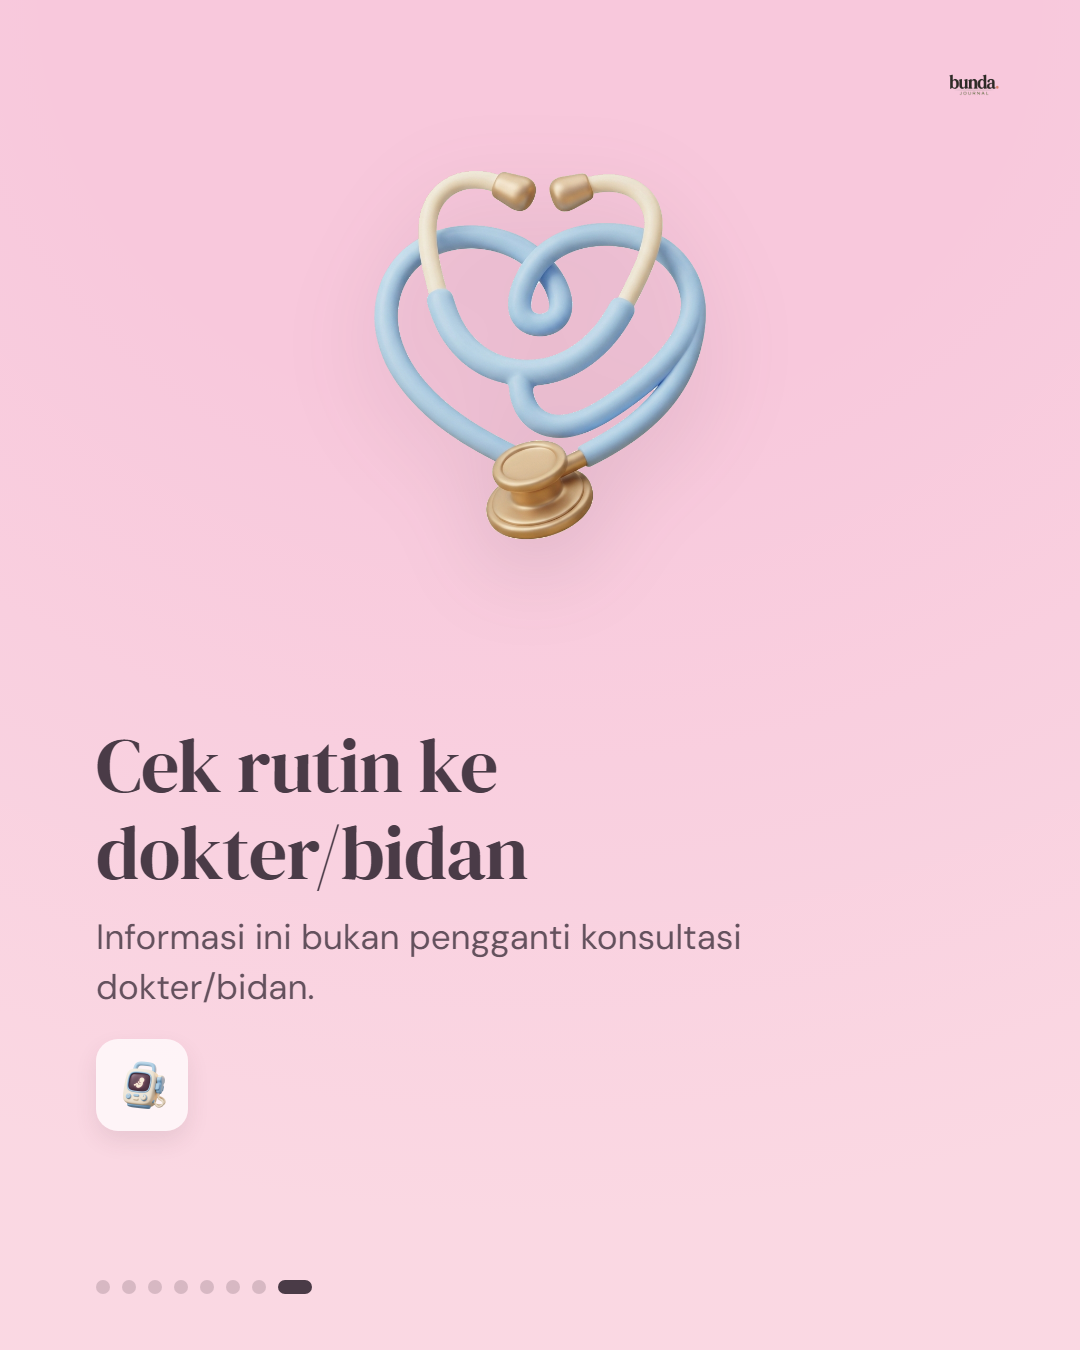 bunda.
JOURNAL
Cek rutin ke
dokter/bidan
Informasi ini bukan pengganti konsultasi
dokter/bidan.